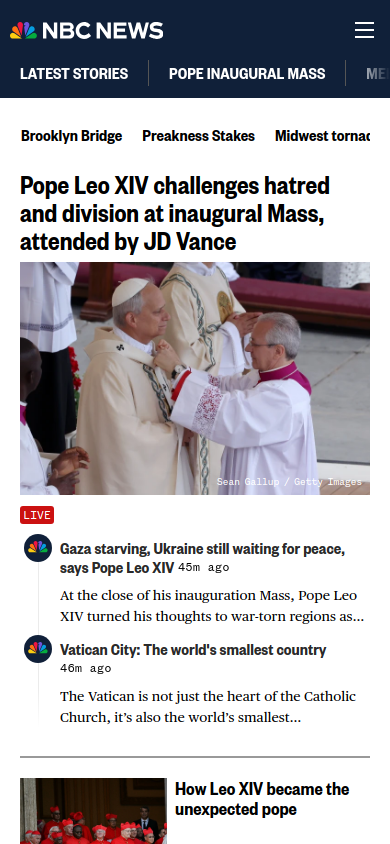 NBC NEWS
LATEST STORIES
POPE INAUGURAL MASS
Brooklyn Bridge
Preakness Stakes
Midwest
Pope Leo XIV challenges hatred
and division at inaugural Mass,
attended by JD Vance
Sean Gallup / Getty Images
LIVE
Gaza starving, Ukraine still waiting for peace,
says Pope Leo XIV 45m ago
At the close of his inauguration Mass, Pope Leo
XIV turned his thoughts to war-torn regions as...
Vatican City: The world's smallest country
46m ago
The Vatican is not just the heart of the Catholic
Church, it’s also the world’s smallest...
How Leo XIV became the
unexpected pope